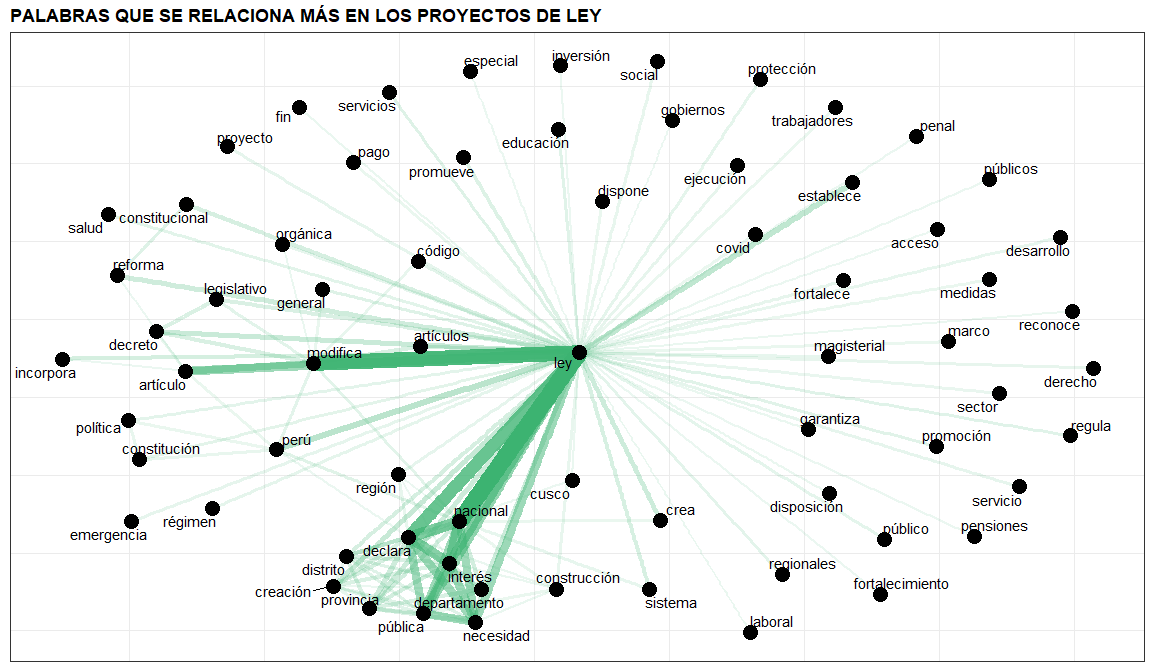 PALABRAS QUE SE RELACIONA MÁS EN LOS PROYECTOS DE LEY
especial
inversión
social
protección
servicios
fin
gobiernos
trabajadores
proyecto
pago
promueve
educación
ejecución
penal
públicos
dispone
establece
salud
constitucional
orgánica
código
covid
acceso
desarrollo
reforma
legislativo
general
fortalece
medidas
reconoce
decreto
artículos
marco
incorpora
artículo
modifica
ley
magisterial
derecho
sector
política
constitución
perú
garantiza
promoción
regula
región
cusco
servicio
emergencia
régimen
nacional
crea
disposición
público
pensiones
declara
distrito
interés
construcción
regionales
creación
provincia
departamento
sistema
fortalecimiento
pública
necesidad
laboral